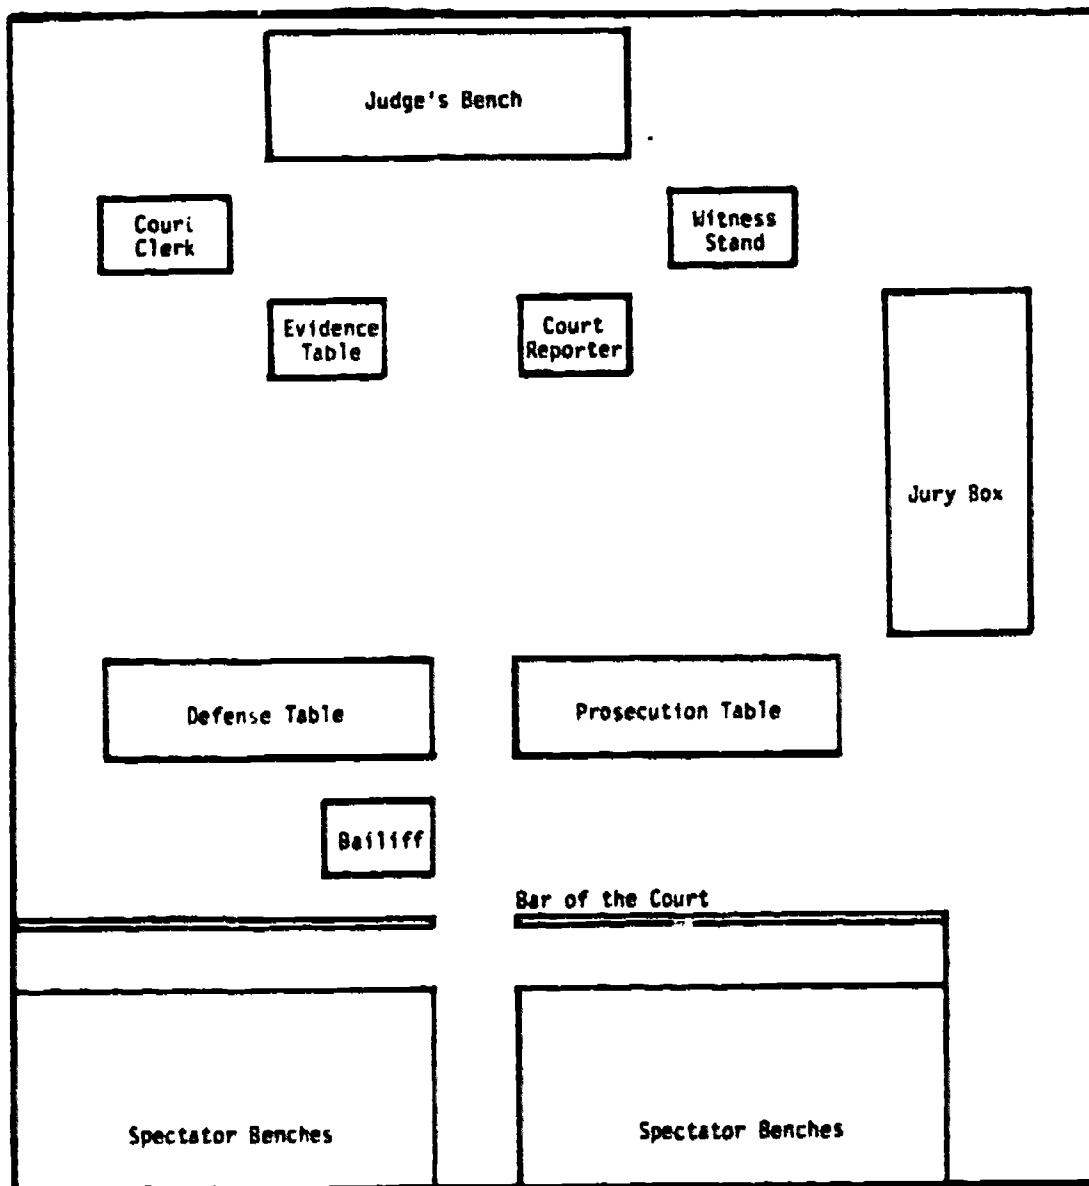 Judge's Bench
Court
Clerk
Witness
Stand
Evidence
Table
Court
Reporter
Jury Box
Defense Table
Prosecution Table
Bailiff
Bar of the Court
Spectator Benches
Spectator Benches